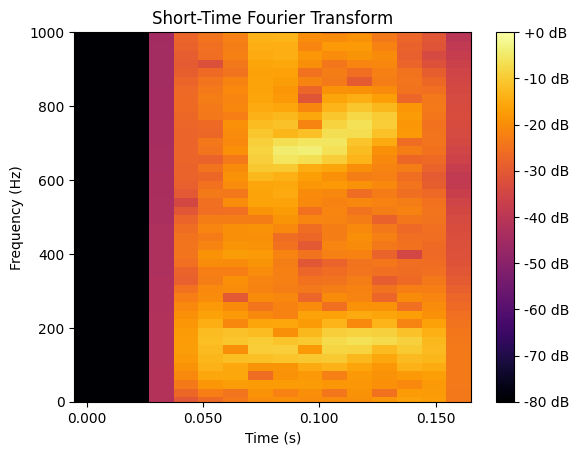 Short-Time Fourier Transform
1000
800
600
400
200
0
Frequency (Hz)
0.000
0.050
0.100
0.150
Time (s)
+0 dB
-10 dB
-20 dB
-30 dB
-40 dB
-50 dB
-60 dB
-70 dB
-80 dB